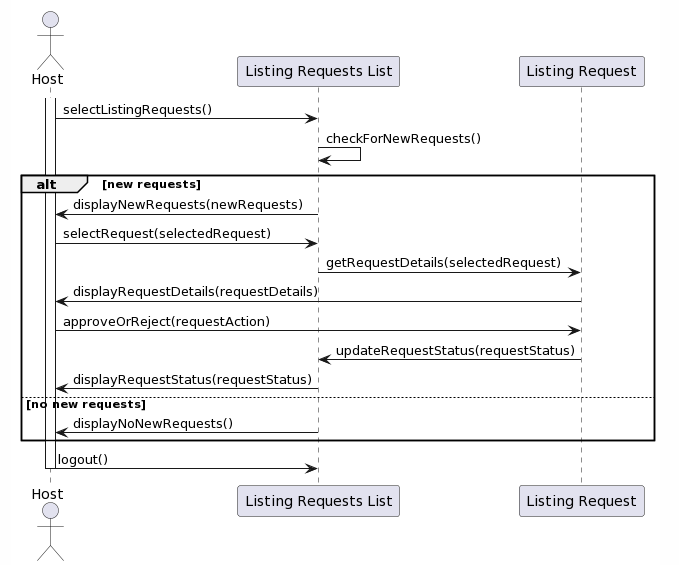 Host
Listing Requests List
Listing Request
selectListingRequests()
checkForNewRequests()
alt
[new requests]
displayNewRequests(newRequests)
selectRequest(selectedRequest)
getRequestDetails(selectedRequest)
displayRequestDetails(requestDetails)
approveOrReject(requestAction)
updateRequestStatus(requestStatus)
displayRequestStatus(requestStatus)
[no new requests]
displayNoNewRequests()
logout()
Host
Listing Requests List
Listing Request